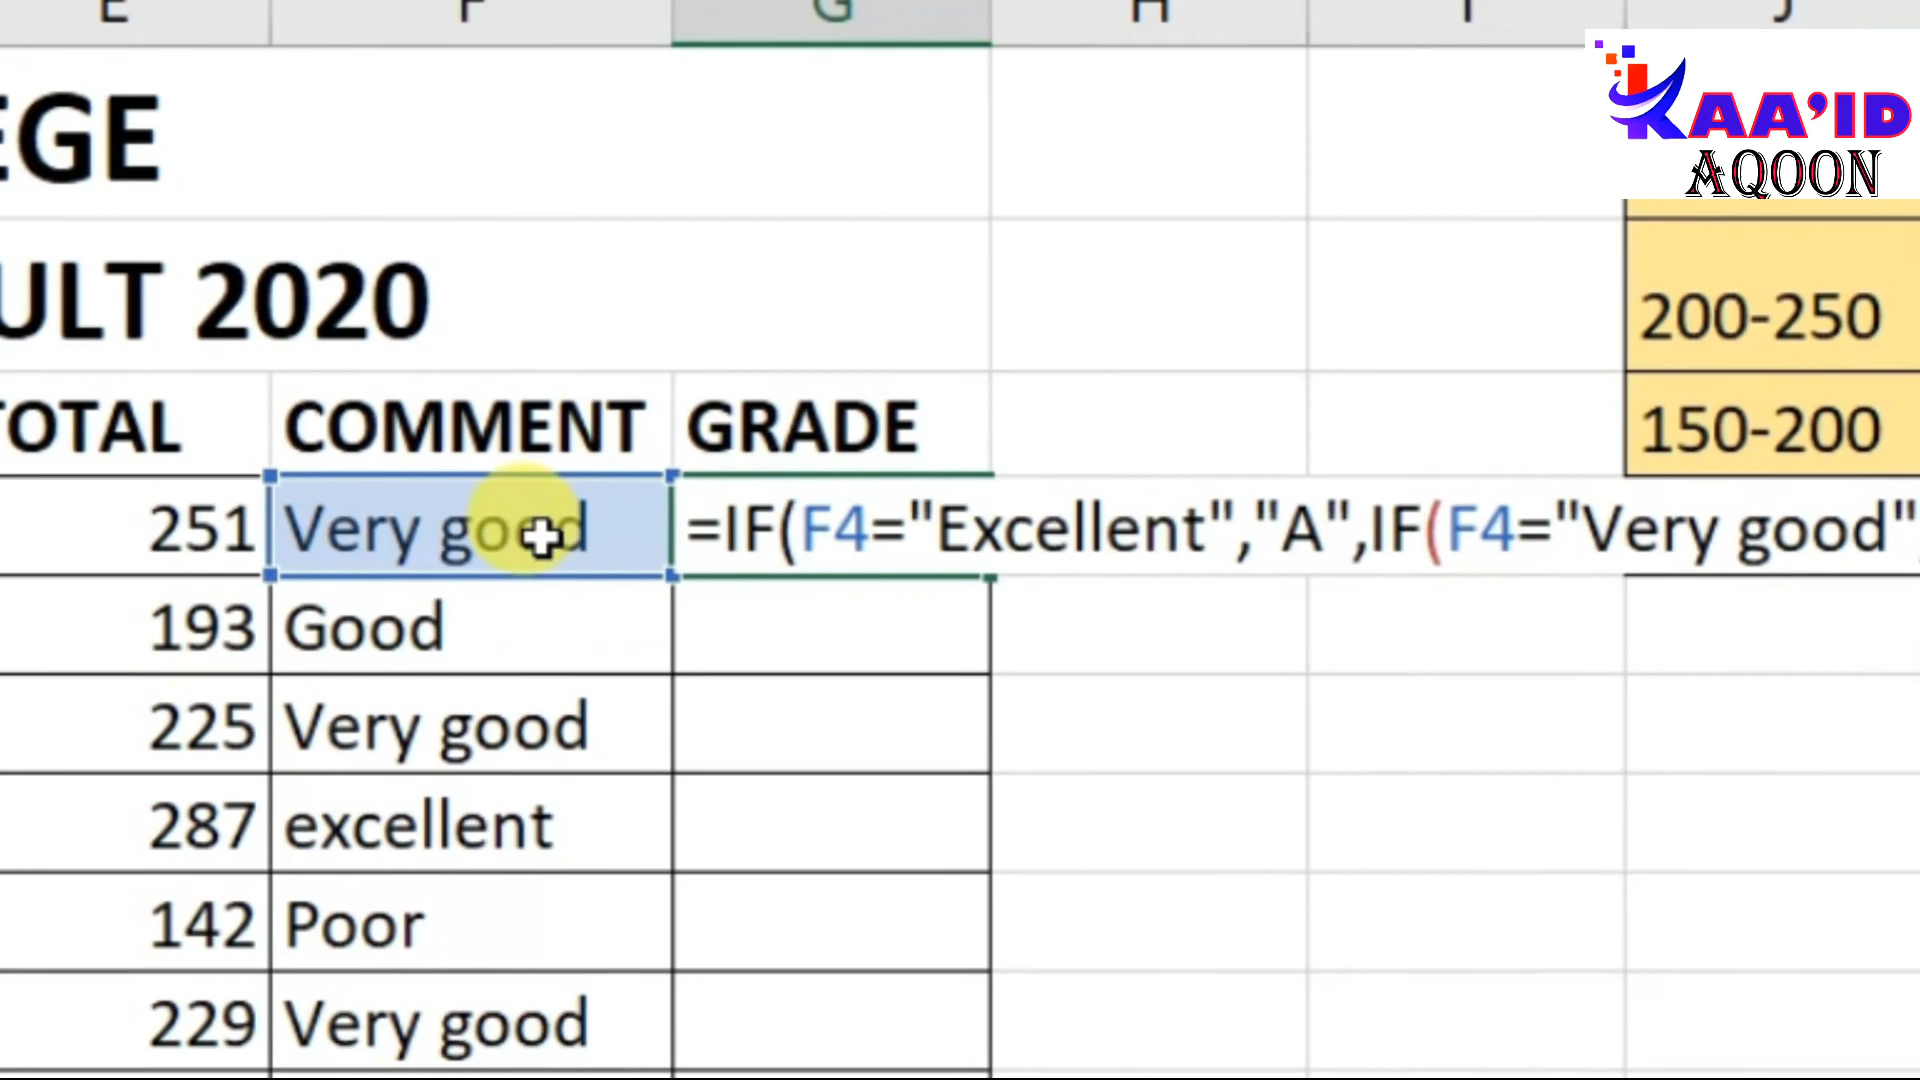 E F G H I J
KAA'ID
AQOON
EGE
ULT 2020
200-250
TOTAL COMMENT GRADE 150-200
251 Very good =IF(F4="Excellent","A",IF(F4="Very good"
193 Good
225 Very good
287 excellent
142 Poor
229 Very good